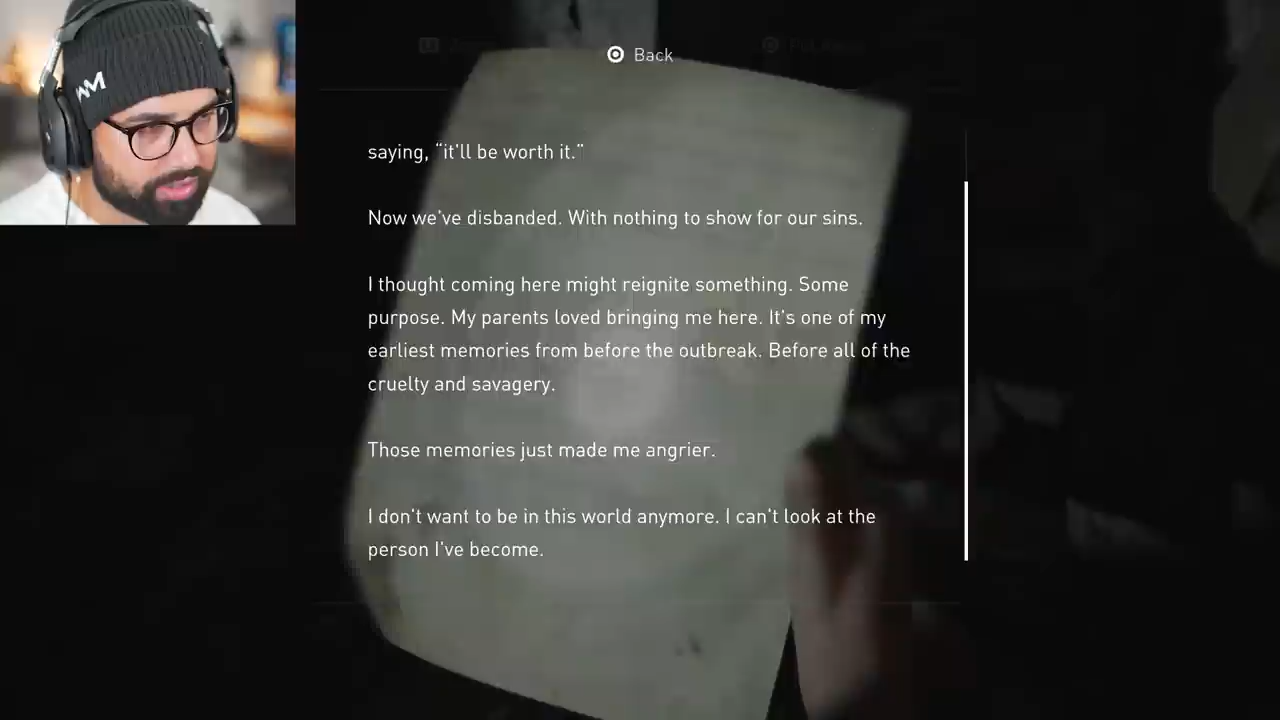 Back
saying, “it'll be worth it.”
Now we've disbanded. With nothing to show for our sins.
I thought coming here might reignite something. Some
purpose. My parents loved bringing me here. It's one of my
earliest memories from before the outbreak. Before all of the
cruelty and savagery.
Those memories just made me angrier.
I don't want to be in this world anymore. I can't look at the
person I've become.